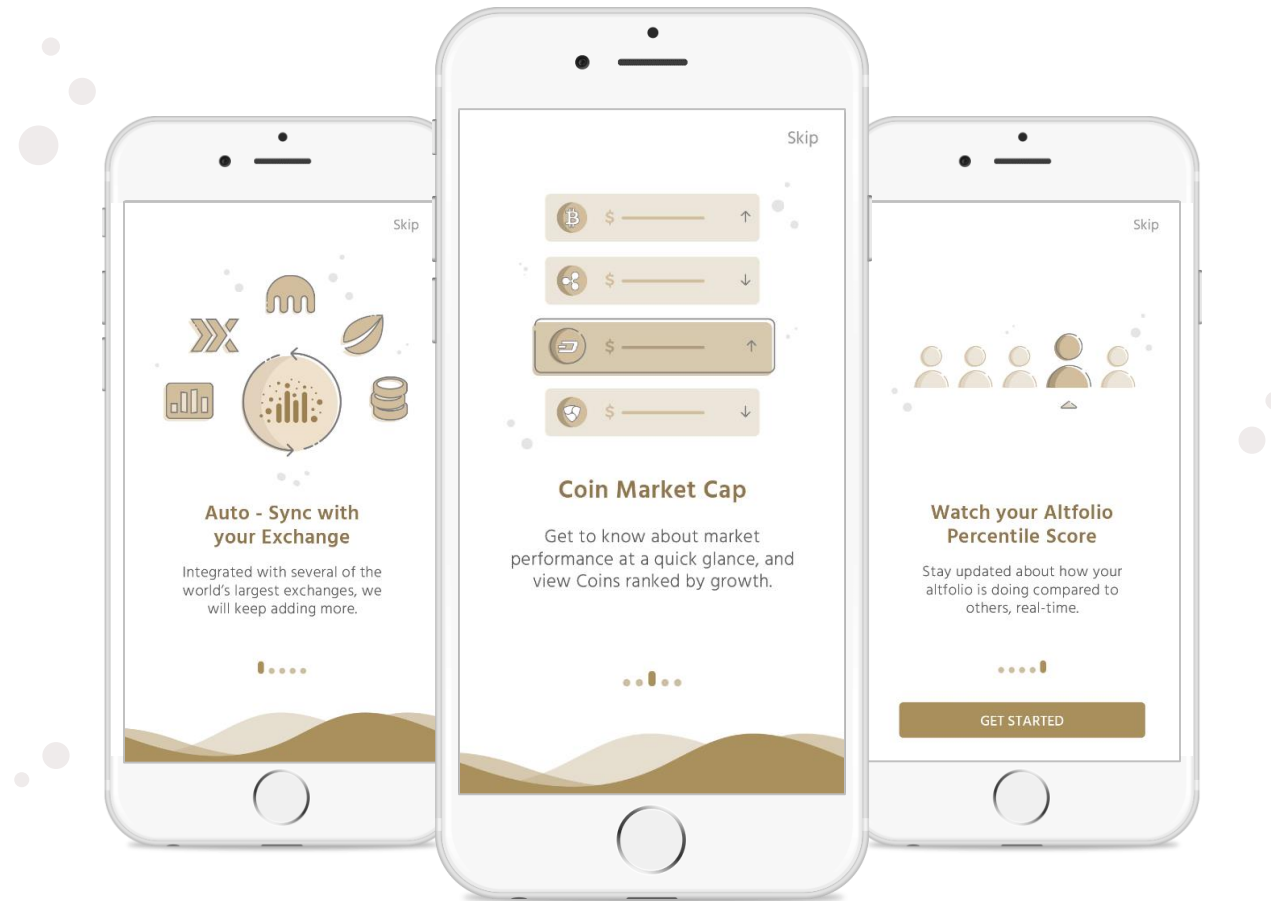 Skip
Auto - Sync with
your Exchange
Integrated with several of the
world's largest exchanges, we
will keep adding more.
Skip
$
$
$
$
Coin Market Cap
Get to know about market
performance at a quick glance, and
view Coins ranked by growth.
Skip
Watch your Altfolio
Percentile Score
Stay updated about how your
altfolio is doing compared to
others, real-time.
GET STARTED